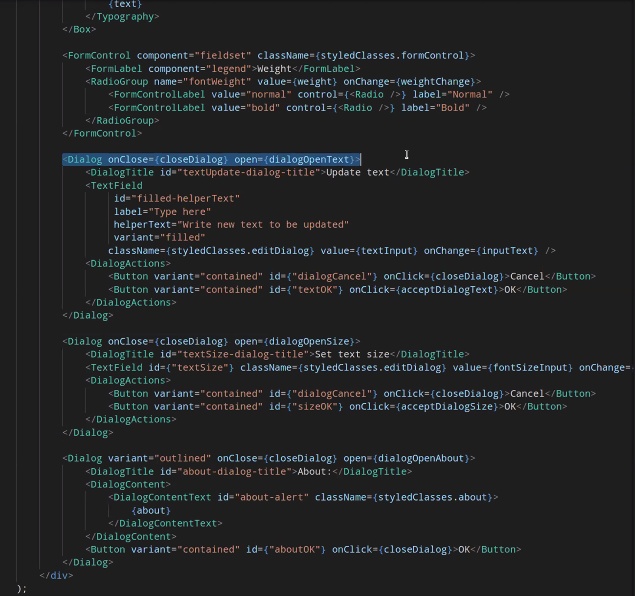 {text}
</Typography>
</Box>
<FormControl component="fieldset" className={styledClasses.formControl}>
<FormLabel component="legend">Weight</FormLabel>
<RadioGroup name="fontWeight" value={weight} onChange={weightChange}>
<FormControlLabel value="normal" control={<Radio />} label="Normal" />
<FormControlLabel value="bold" control={<Radio />} label="Bold" />
</RadioGroup>
</FormControl>
<Dialog onClose={closeDialog} open={dialogOpenText}>
<DialogTitle id="textUpdate-dialog-title">Update text</DialogTitle>
<TextField
id="filled-helperText"
label="Type here"
helperText="Write new text to be updated"
variant="filled"
className={styledClasses.editDialog} value={textInput} onChange={inputText} />
<DialogActions>
<Button variant="contained" id={"dialogCancel"} onClick={closeDialog}>Cancel</Button>
<Button variant="contained" id={"textOK"} onClick={acceptDialogText}>OK</Button>
</DialogActions>
</Dialog>
<Dialog onClose={closeDialog} open={dialogOpenSize}>
<DialogTitle id="textSize-dialog-title">Set text size</DialogTitle>
<TextField id={"textSize"} className={styledClasses.editDialog} value={fontSizeInput} onChange=
<DialogActions>
<Button variant="contained" id={"dialogCancel"} onClick={closeDialog}>Cancel</Button>
<Button variant="contained" id={"sizeOK"} onClick={acceptDialogSize}>OK</Button>
</DialogActions>
</Dialog>
<Dialog variant="outlined" onClose={closeDialog} open={dialogOpenAbout}>
<DialogTitle id="about-dialog-title">About:</DialogTitle>
<DialogContent>
<DialogContentText id="about-alert" className={styledClasses.about}>
{about}
</DialogContentText>
</DialogContent>
<Button variant="contained" id={"aboutOK"} onClick={closeDialog}>OK</Button>
</Dialog>
</div>
);